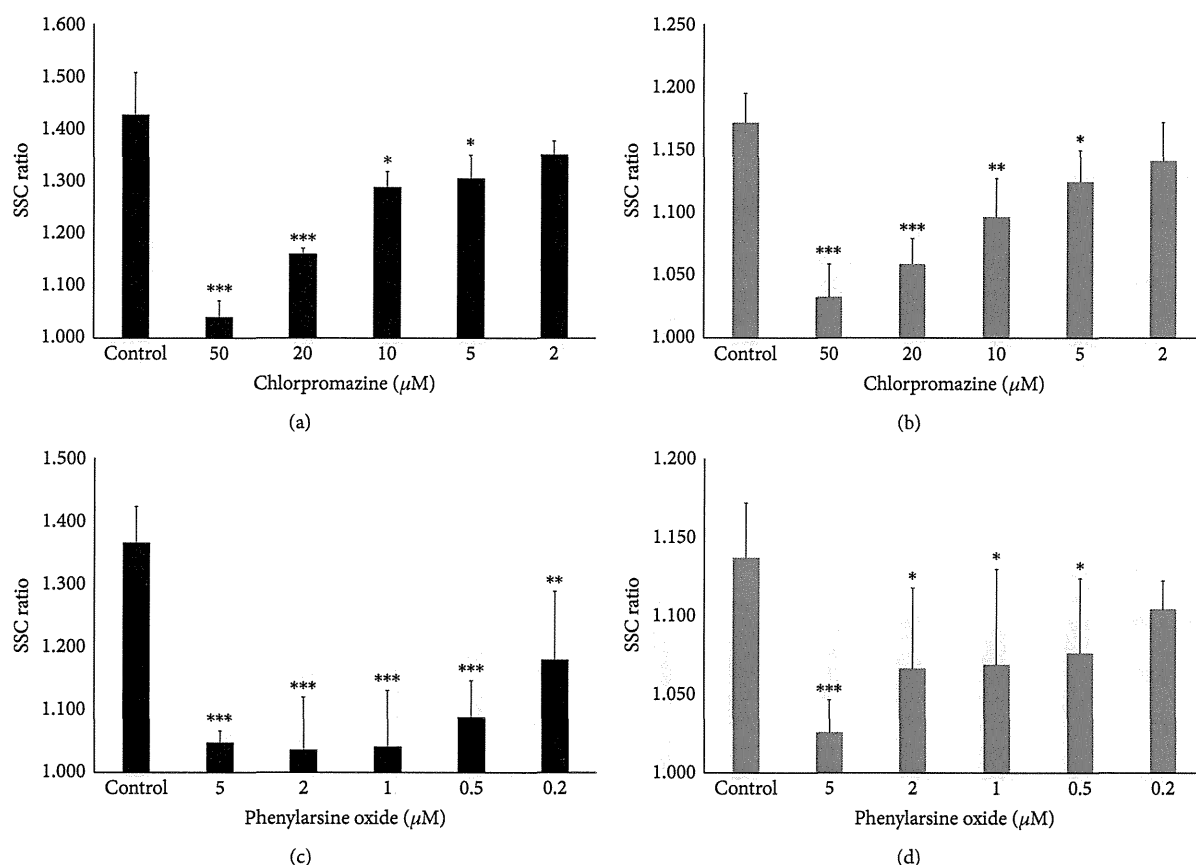 1.600
1.500
1.400
1.300
1.200
1.100
1.000
SSC ratio
*** *** * *
Control 50 20 10 5 2
Chlorpromazine (μM)
(a)
1.250
1.200
1.150
1.100
1.050
1.000
SSC ratio
*** *** ** *
Control 50 20 10 5 2
Chlorpromazine (μM)
(b)
1.500
1.400
1.300
1.200
1.100
1.000
SSC ratio
*** *** *** *** **
Control 5 2 1 0.5 0.2
Phenylarsine oxide (μM)
(c)
1.200
1.150
1.100
1.050
1.000
SSC ratio
*** * * *
Control 5 2 1 0.5 0.2
Phenylarsine oxide (μM)
(d)